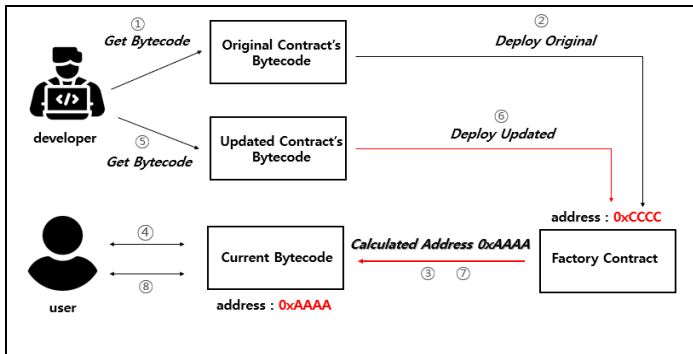 ①
Get Bytecode
Original Contract's
Bytecode
②
Deploy Original
developer
⑤
Get Bytecode
Updated Contract's
Bytecode
⑥
Deploy Updated
address : 0xCCCC
④
⑧
user
Current Bytecode
address : 0xAAAA
Calculated Address 0xAAAA
③ ⑦
Factory Contract